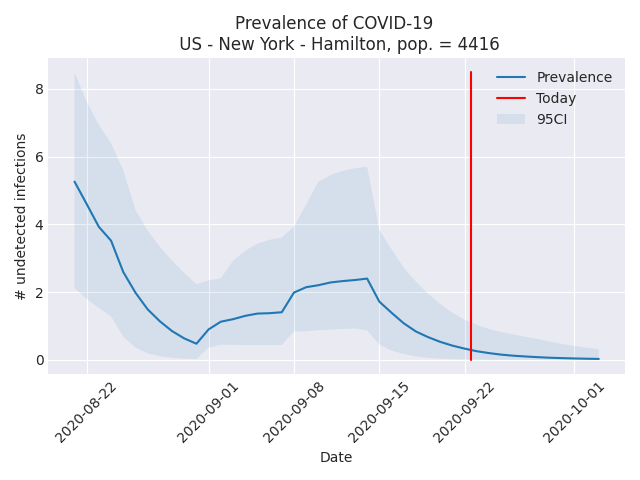 Prevalence of COVID-19
US - New York - Hamilton, pop. = 4416
Prevalence
Today
95CI
# undetected infections
8
6
4
2
0
2020-08-22
2020-09-01
2020-09-08
2020-09-15
2020-09-22
2020-10-01
Date